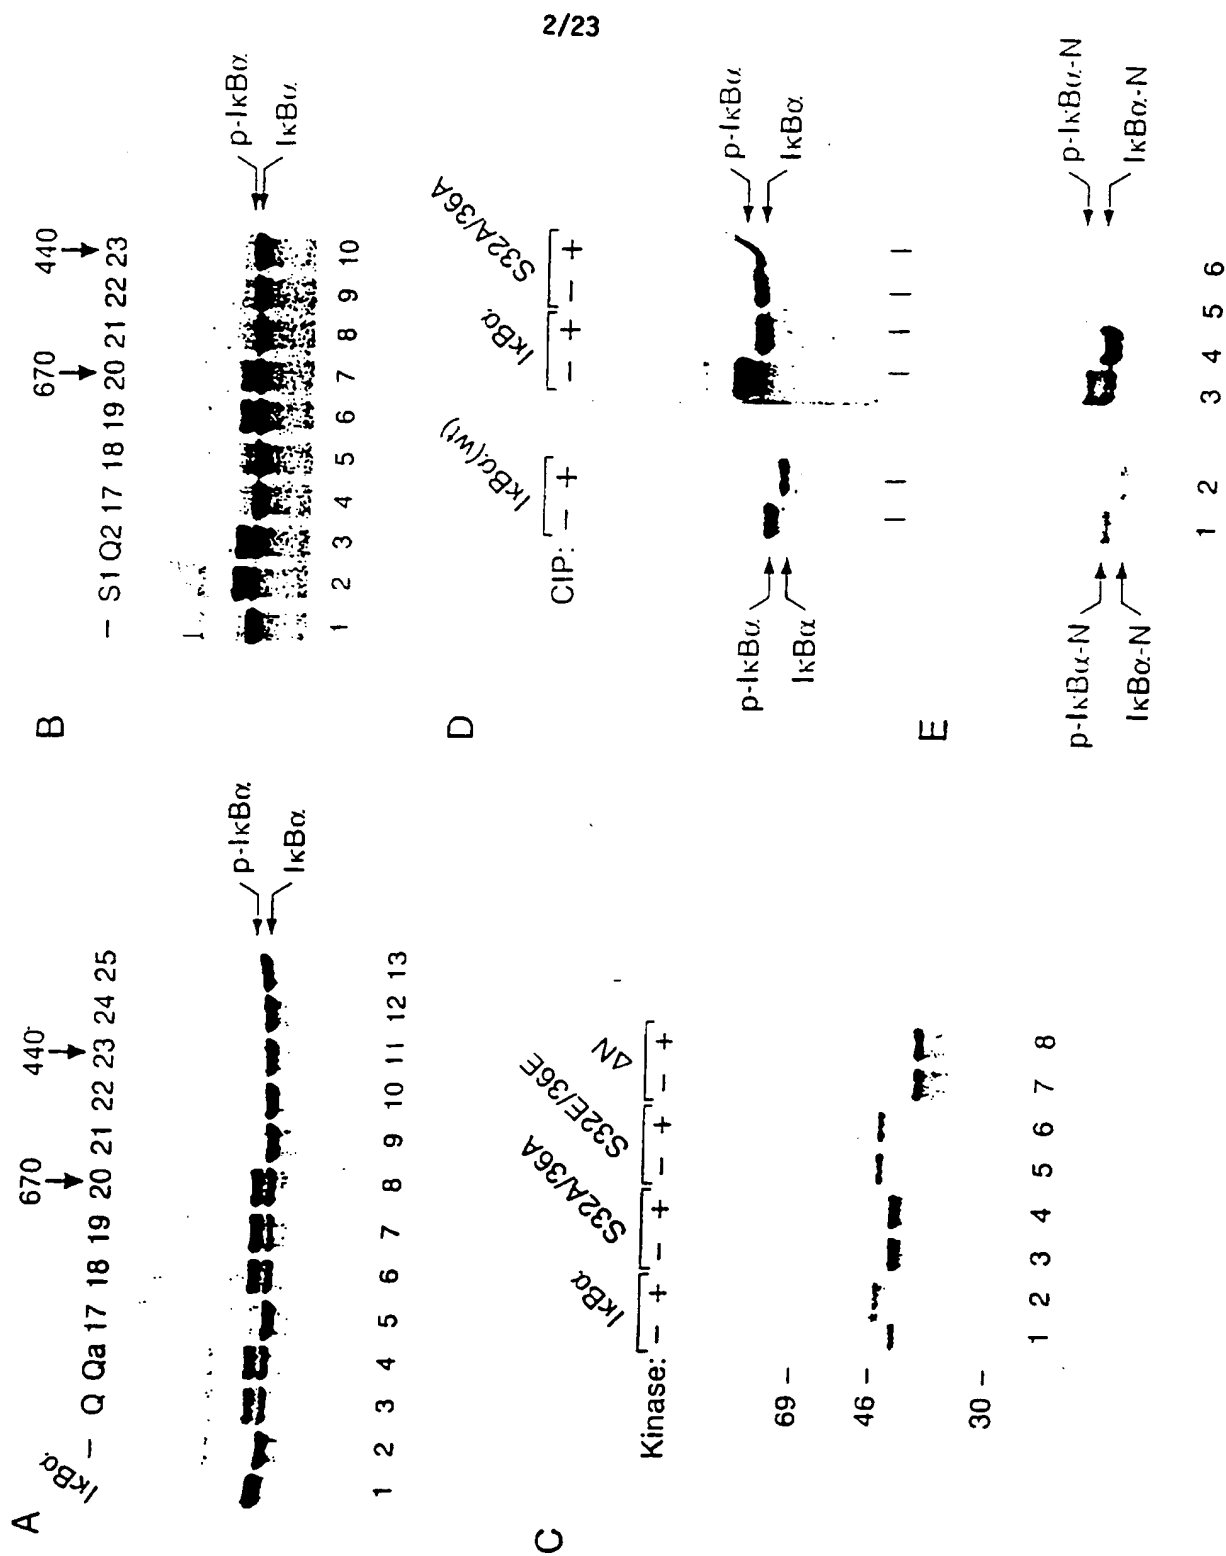 2/23
A
670 440
IκBα – Q Qa 17 18 19 20 21 22 23 24 25
p-IκBα
IκBα
1 2 3 4 5 6 7 8 9 10 11 12 13
B
670 440
– S1 Q2 17 18 19 20 21 22 23
p-IκBα
IκBα
1 2 3 4 5 6 7 8 9 10
C
IκBα S32A/36A S32E/36E ΔN
Kinase: – + – + – + – +
69 –
46 –
*
30 –
1 2 3 4 5 6 7 8
D
IκBα(wt) IκBα S32A/36A
CIP: – + – + – +
p-IκBα
IκBα
p-IκBα
IκBα
E
p-IκBα-N
IκBα-N
p-IκBα-N
IκBα-N
1 2 3 4 5 6